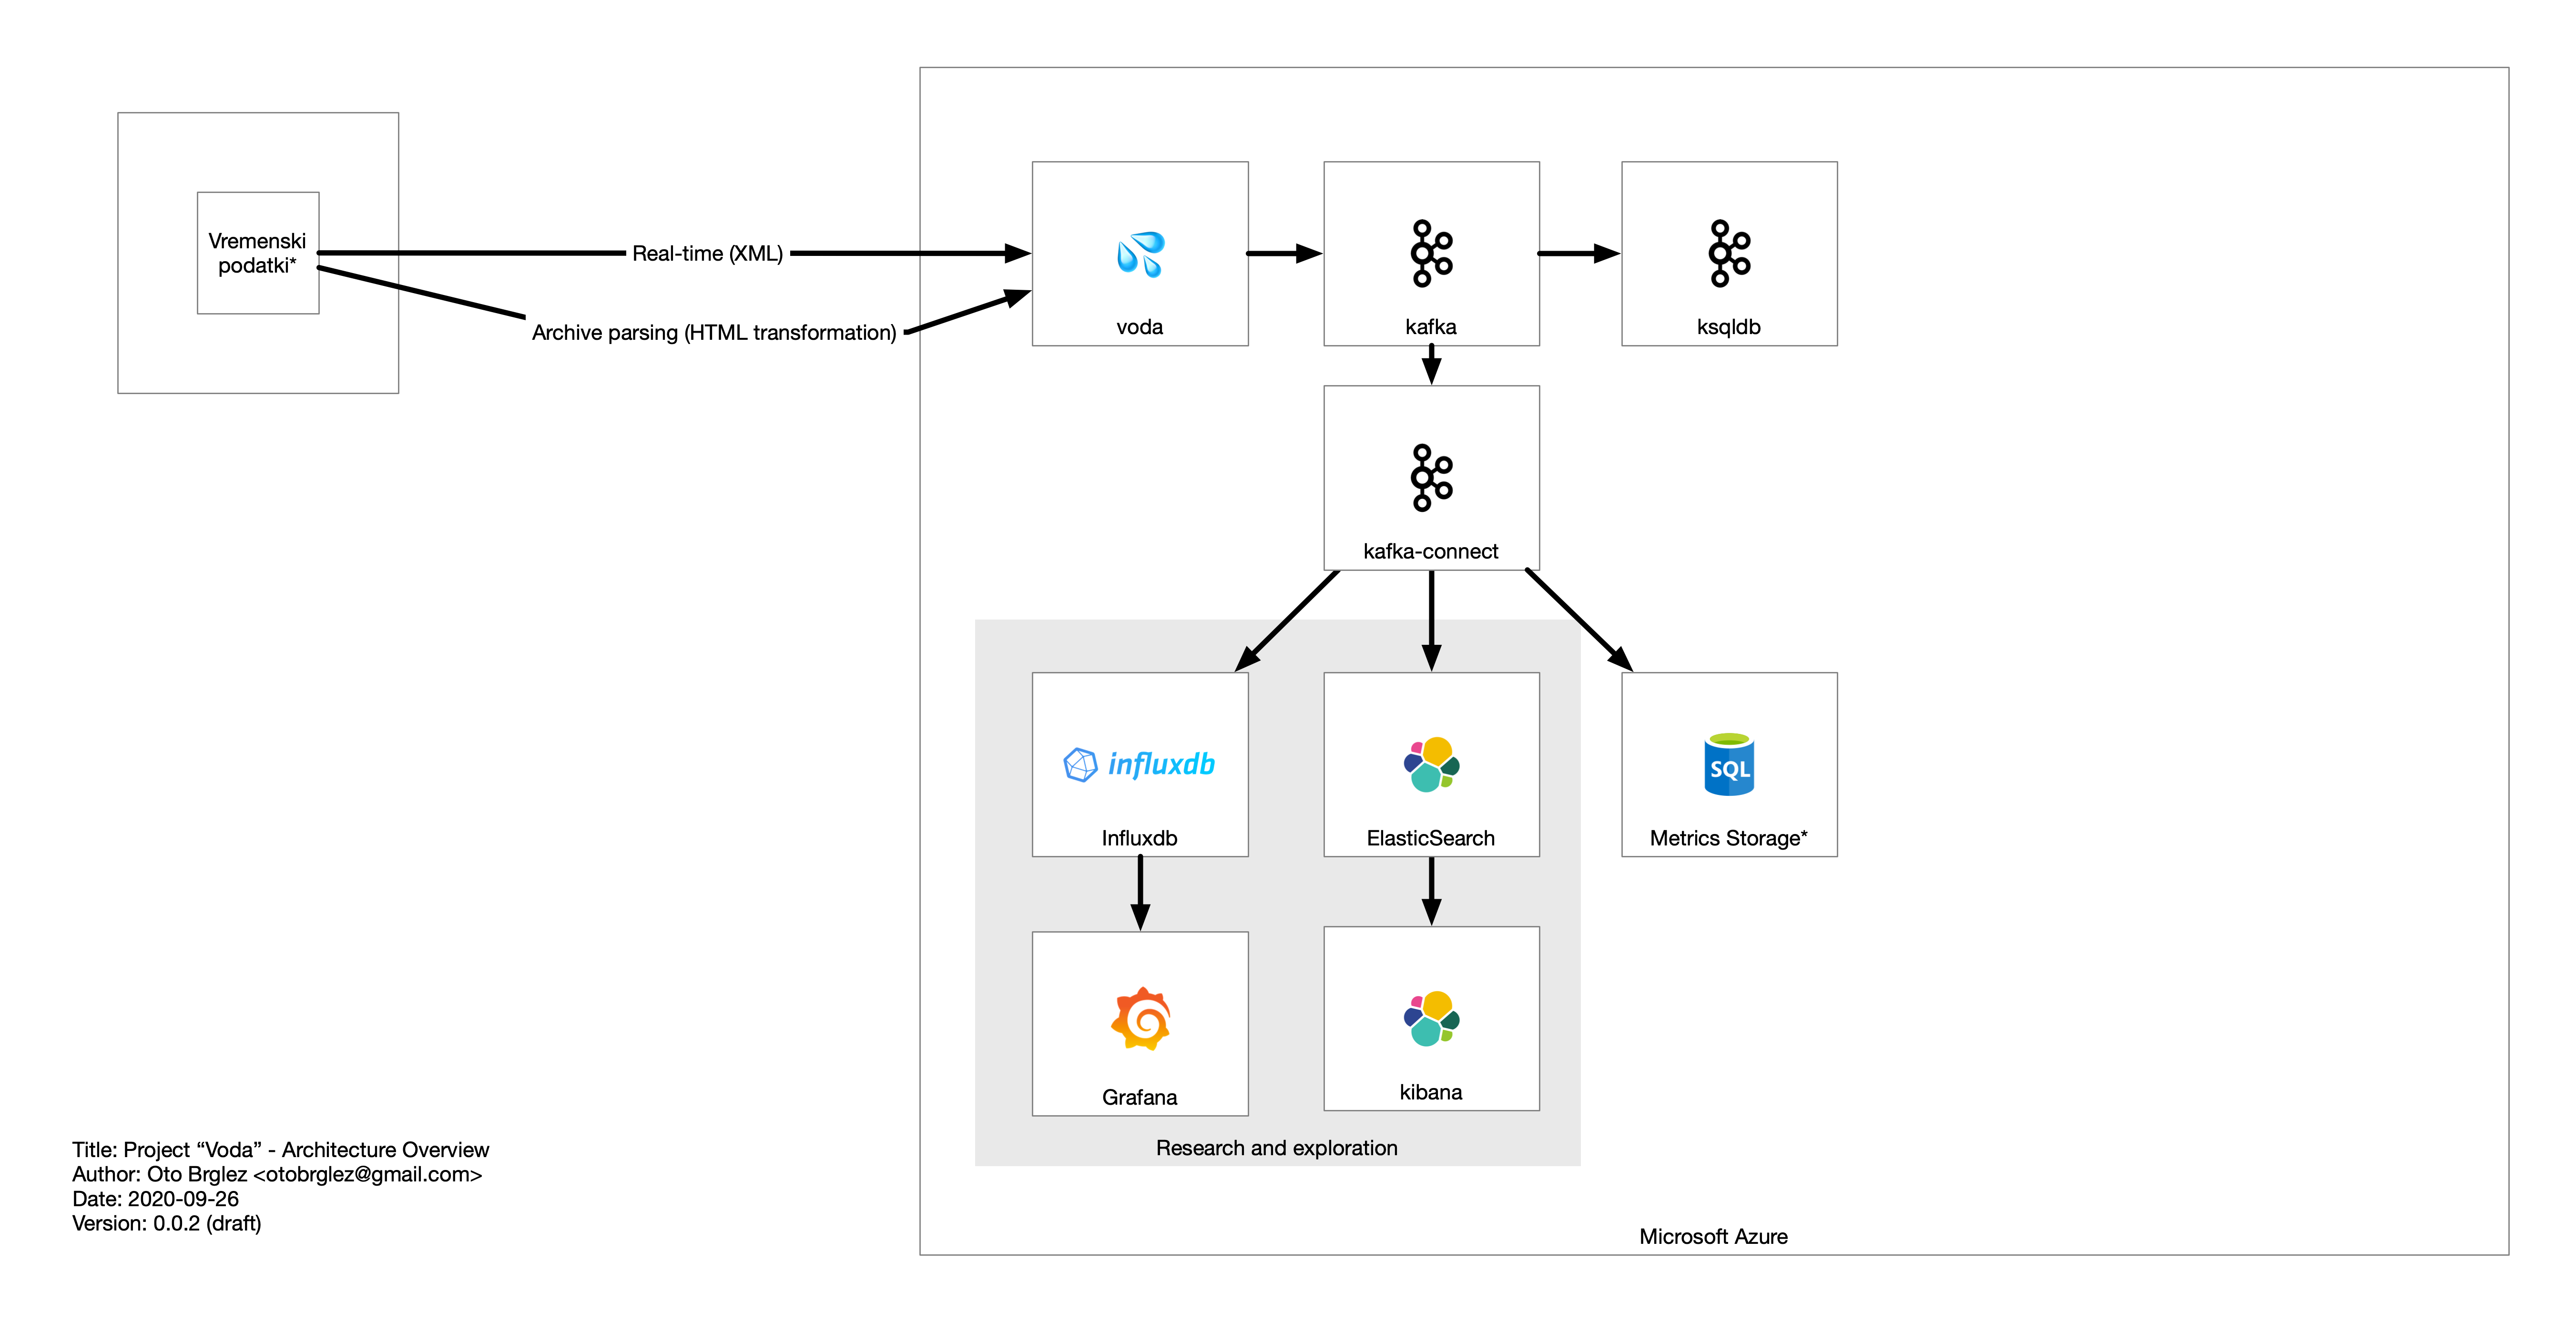 Vremenski
podatki*
Real-time (XML)
Archive parsing (HTML transformation)
voda
kafka
ksqldb
kafka-connect
influxdb
Influxdb
ElasticSearch
SQL
Metrics Storage*
Grafana
kibana
Research and exploration
Microsoft Azure
Title: Project “Voda” - Architecture Overview
Author: Oto Brglez <otobrglez@gmail.com>
Date: 2020-09-26
Version: 0.0.2 (draft)